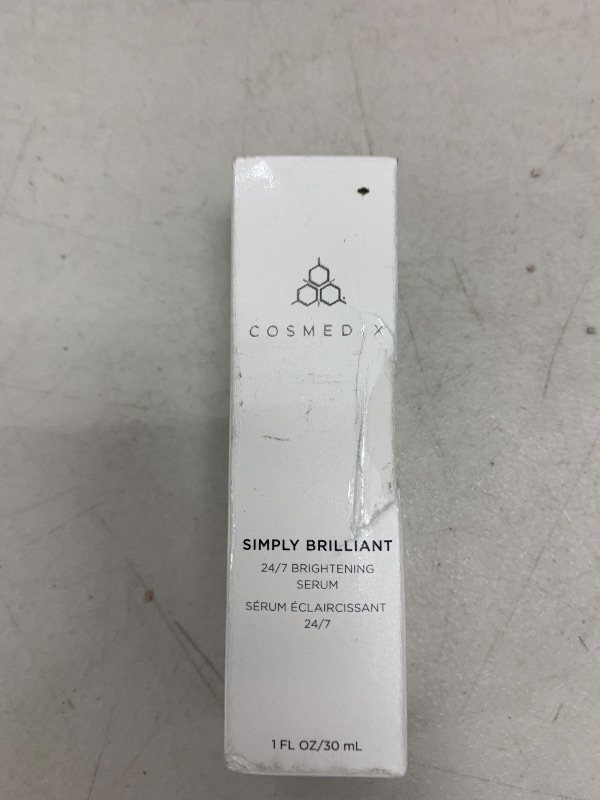 COSMEDIX
SIMPLY BRILLIANT
24/7 BRIGHTENING
SERUM
SÉRUM ÉCLAIRCISSANT
24/7
1 FL OZ/30 mL